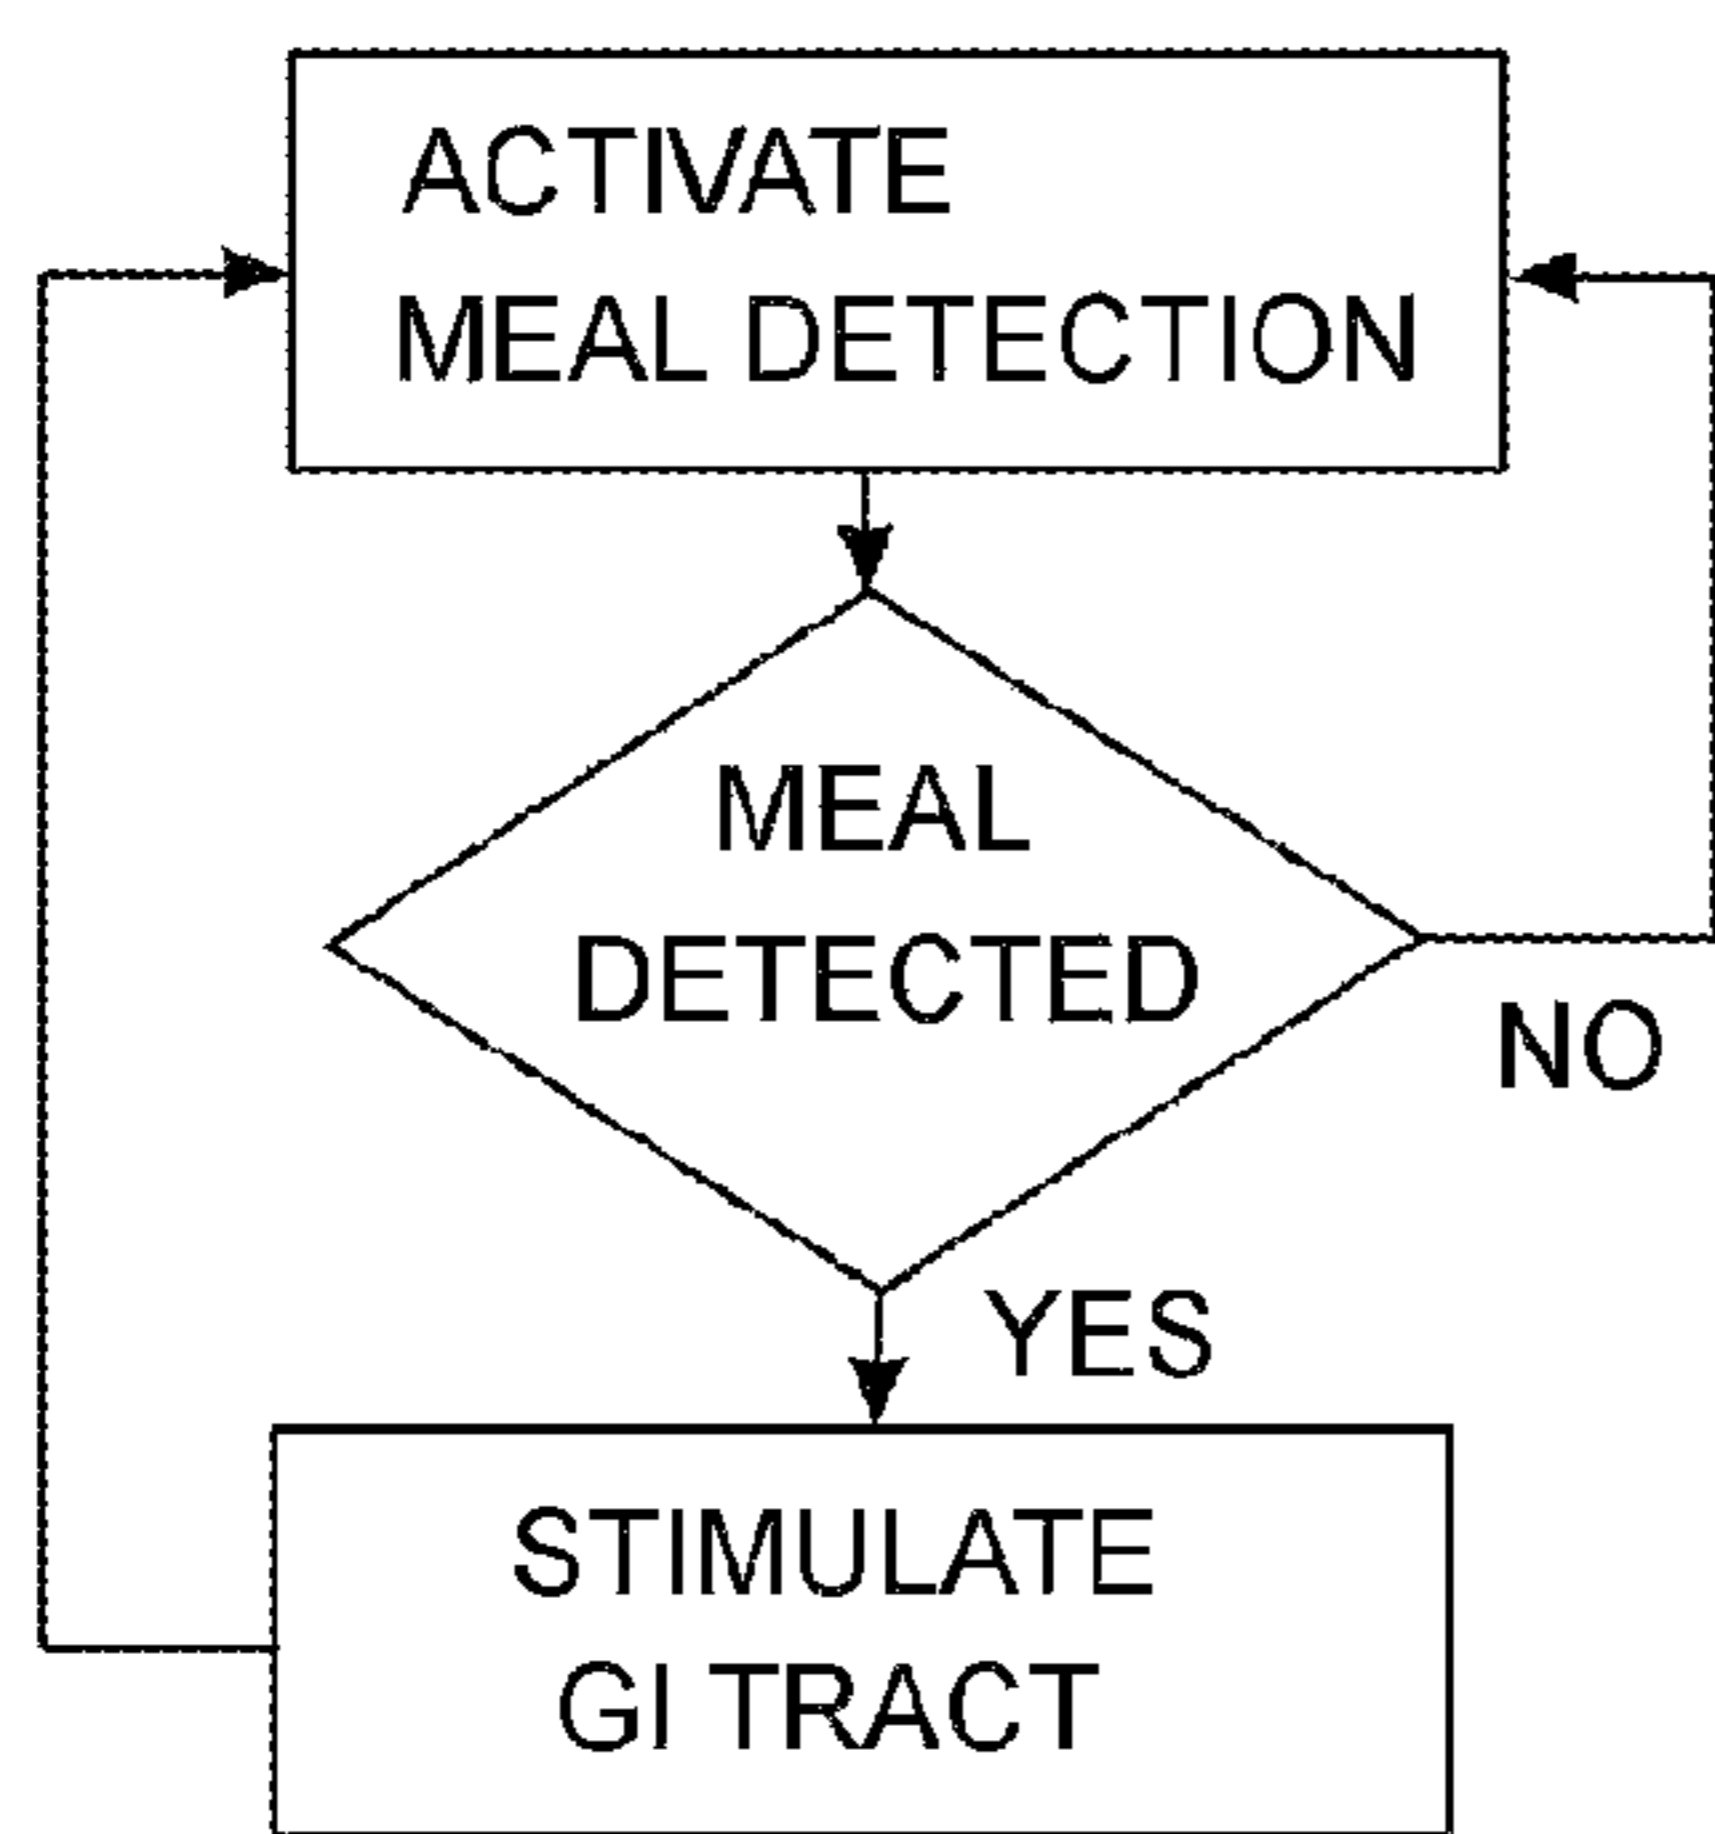 ACTIVATE
MEAL DETECTION
MEAL
DETECTED
NO
YES
STIMULATE
GI TRACT